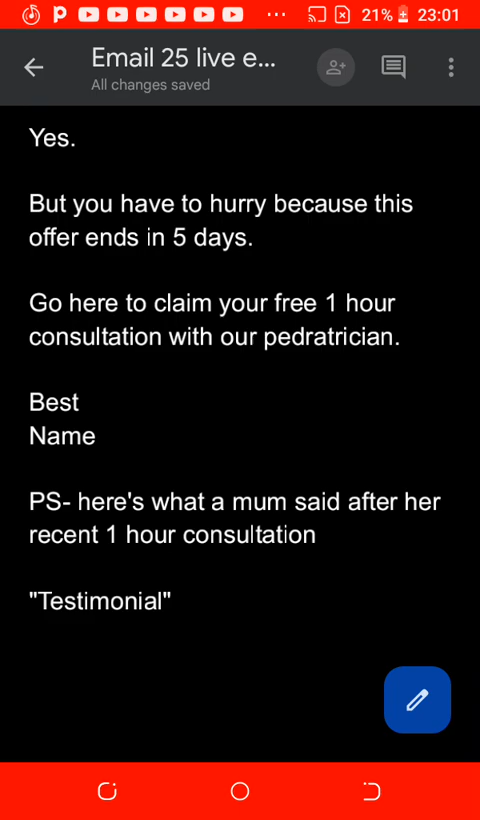 21% 23:01
Email 25 live e...
All changes saved
Yes.
But you have to hurry because this
offer ends in 5 days.
Go here to claim your free 1 hour
consultation with our pedratrician.
Best
Name
PS- here's what a mum said after her
recent 1 hour consultation
"Testimonial"